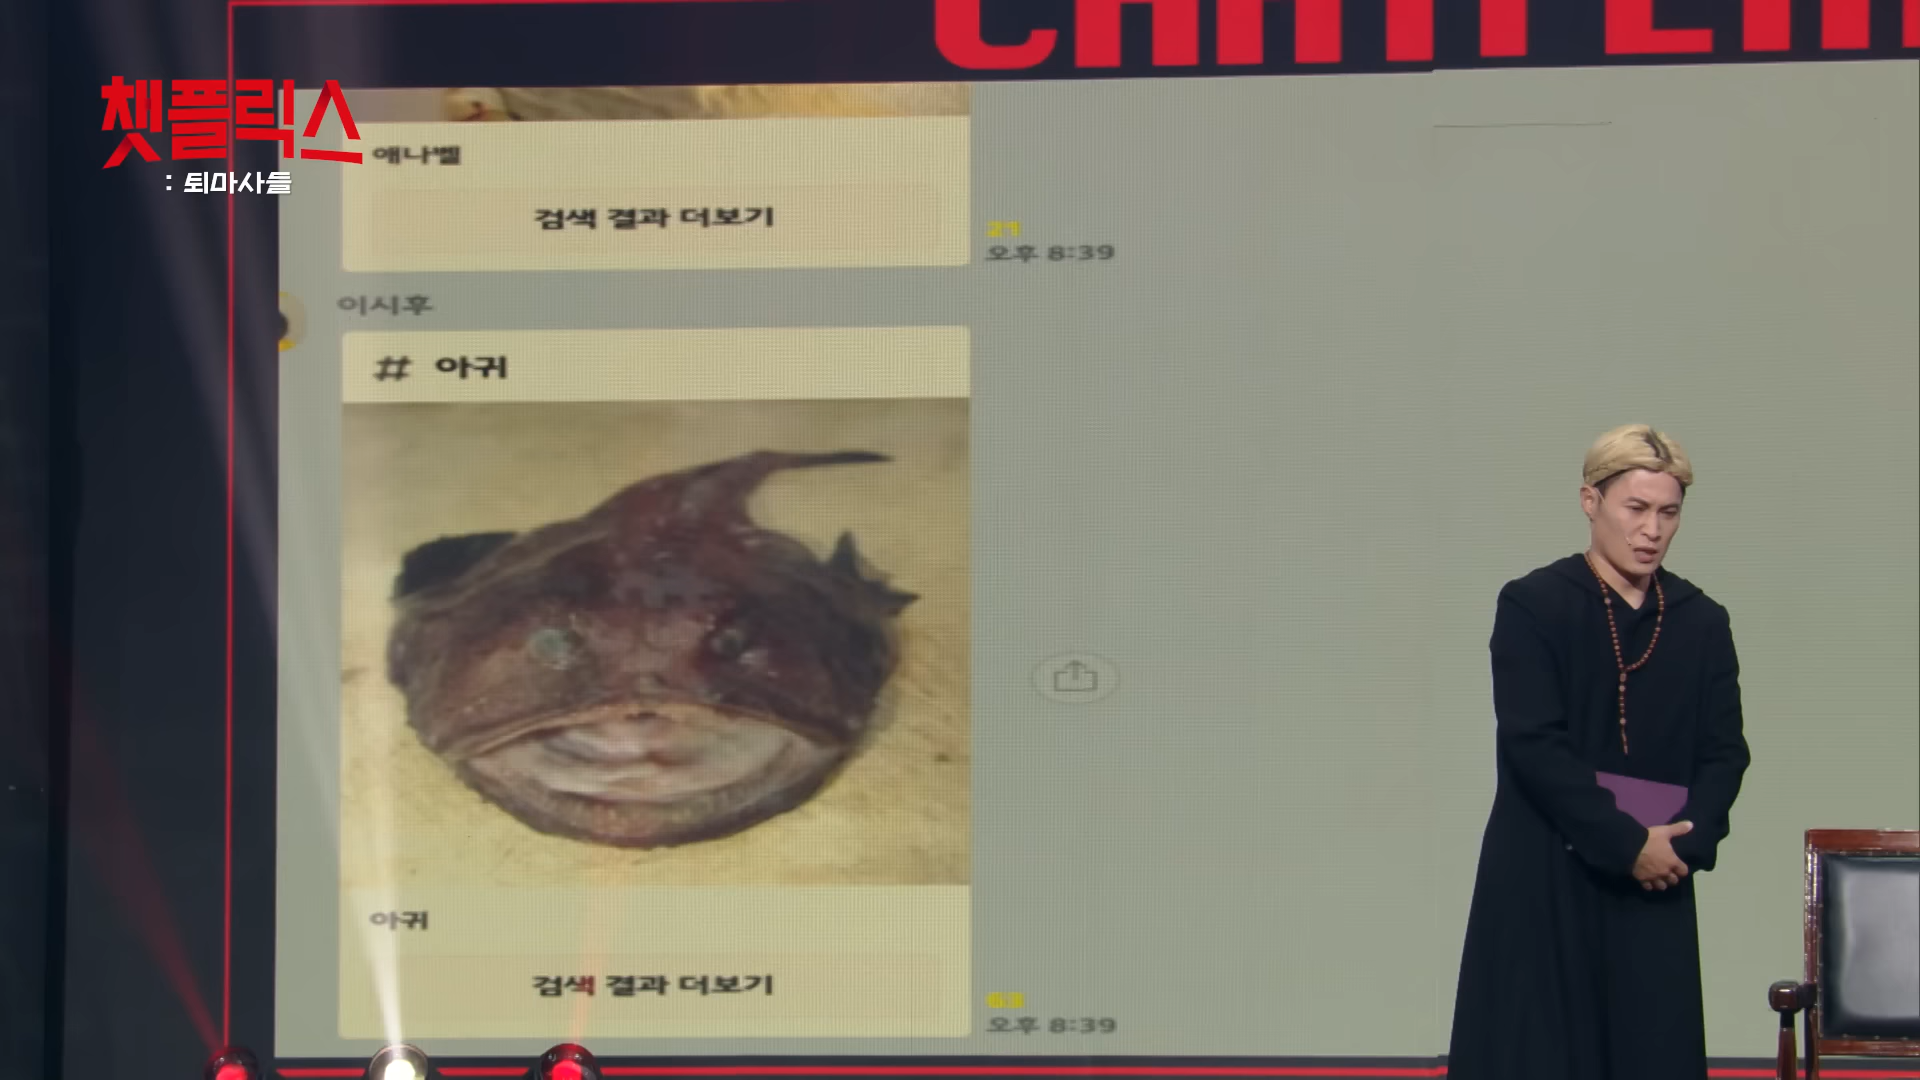 챗플릭스
: 퇴마사들
애나벨
검색 결과 더보기
21
오후 8:39
이시후
# 아귀
아귀
검색 결과 더보기
63
오후 8:39